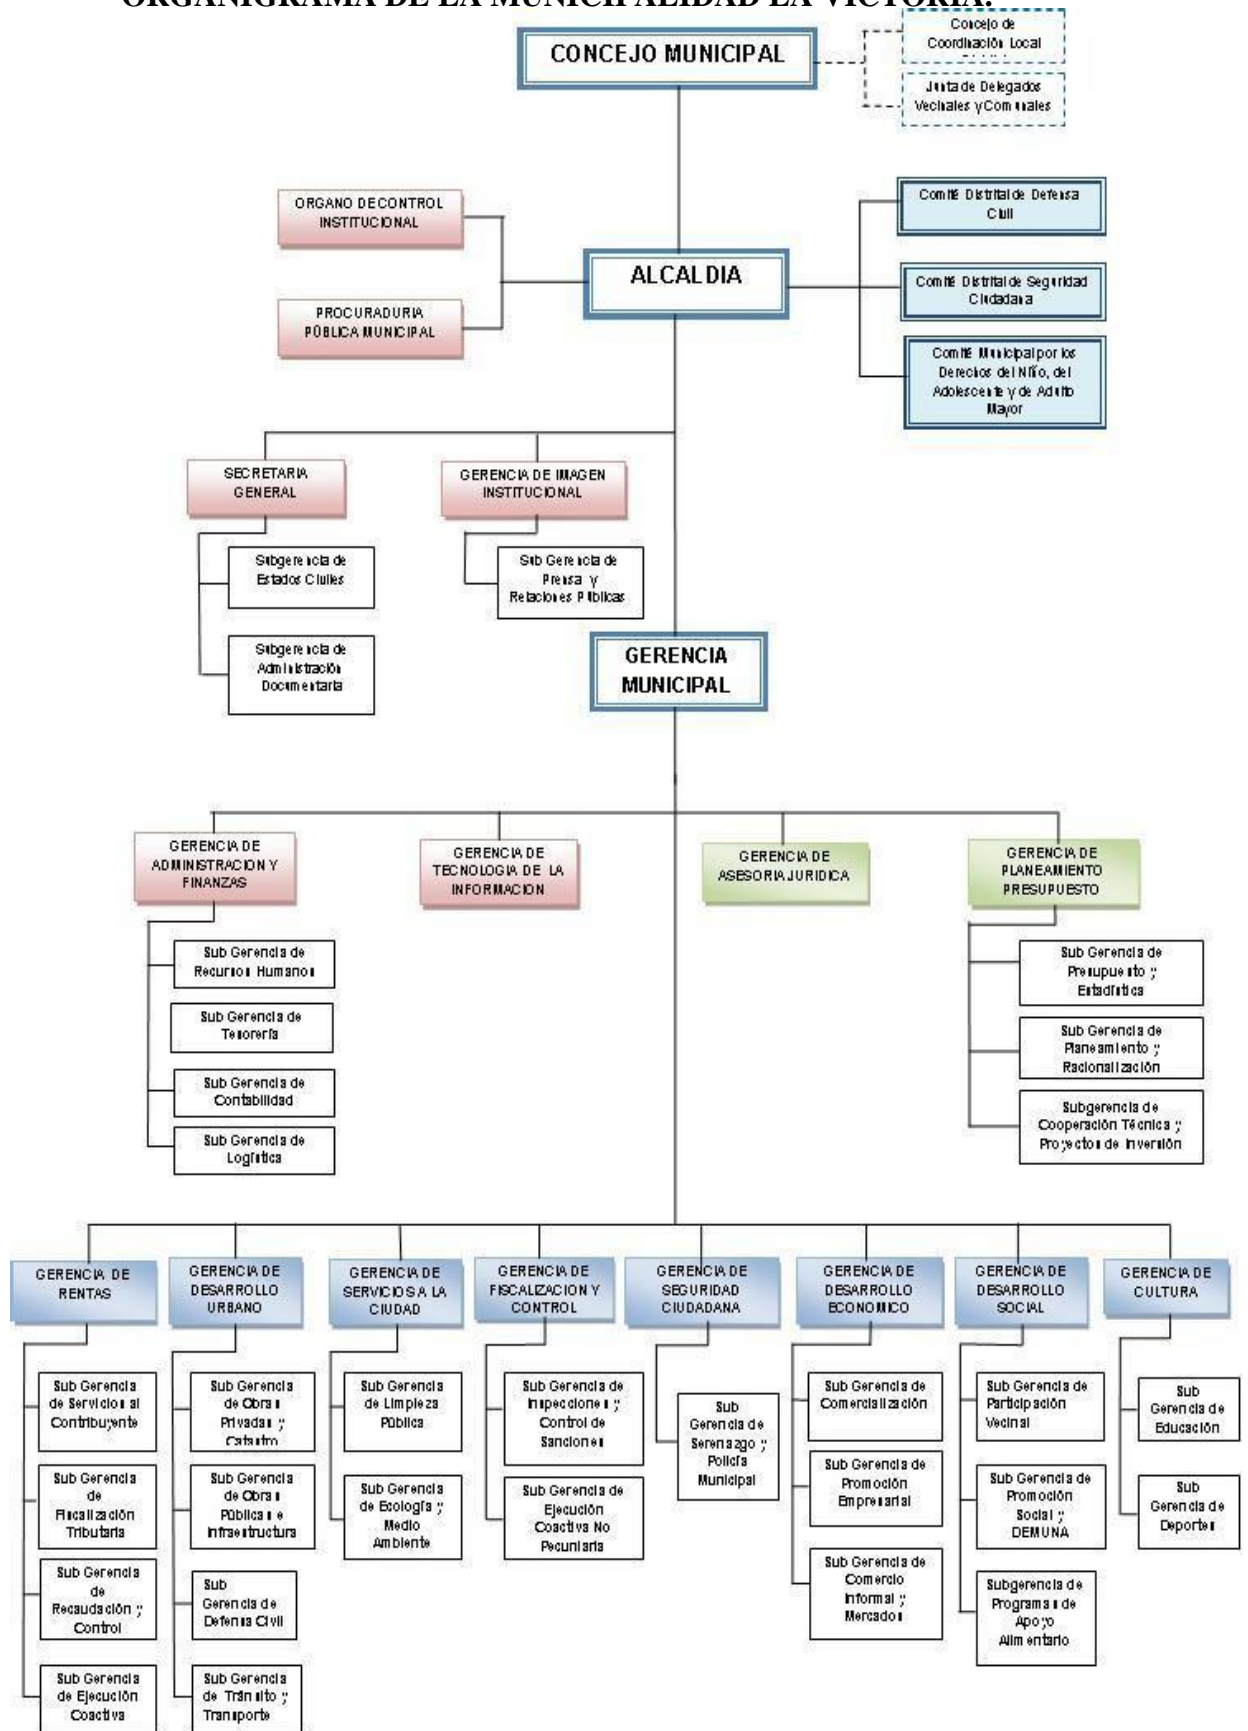 ORGANIGRAMA DE LA MUNICIPALIDAD LA VICTORIA:
CONCEJO MUNICIPAL
Concejo de
Coordinación Local
Junta de Delegados
Vecinales y Comunales
ORGANO DE CONTROL
INSTITUCIONAL
PROCURADURIA
PÚBLICA MUNICIPAL
ALCALDIA
Comité Distrital de Defensa
Civil
Comité Distrital de Seguridad
Ciudadana
Comité Municipal por los
Derechos del Niño, del
Adolescente y de Adulto
Mayor
SECRETARIA
GENERAL
GERENCIA DE IMAGEN
INSTITUCIONAL
Subgerencia de
Estados Civiles
Sub Gerencia de
Prensa y
Relaciones Públicas
Subgerencia de
Administración
Documentaria
GERENCIA
MUNICIPAL
GERENCIA DE
ADMINISTRACION Y
FINANZAS
GERENCIA DE
TECNOLOGIA DE LA
INFORMACION
GERENCIA DE
ASESORIA JURIDICA
GERENCIA DE
PLANEAMIENTO
PRESUPUESTO
Sub Gerencia de
Recursos Humanos
Sub Gerencia de
Tesorería
Sub Gerencia de
Contabilidad
Sub Gerencia de
Logística
Sub Gerencia de
Presupuesto y
Estadística
Sub Gerencia de
Planeamiento y
Racionalización
Subgerencia de
Cooperación Técnica y
Proyectos de Inversión
GERENCIA DE
RENTAS
GERENCIA DE
DESARROLLO
URBANO
GERENCIA DE
SERVICIOS A LA
CIUDAD
GERENCIA DE
FISCALIZACION Y
CONTROL
GERENCIA DE
SEGURIDAD
CIUDADANA
GERENCIA DE
DESARROLLO
ECONOMICO
GERENCIA DE
DESARROLLO
SOCIAL
GERENCIA DE
CULTURA
Sub Gerencia
de Servicios al
Contribuyente
Sub Gerencia
de
Fiscalización
Tributaria
Sub Gerencia
de
Recaudación y
Control
Sub Gerencia
de Ejecución
Coactiva
Sub Gerencia
de Obras
Privadas y
Catastro
Sub Gerencia
de Obras
Públicas e
Infraestructura
Sub
Gerencia de
Defensa Civil
Sub Gerencia
de Tránsito y
Transporte
Sub Gerencia
de Limpieza
Pública
Sub Gerencia
de Ecología y
Medio
Ambiente
Sub Gerencia de
Inspecciones y
Control de
Sanciones
Sub Gerencia de
Ejecución
Coactiva No
Pecuniaria
Sub
Gerencia de
Serenazgo y
Policía
Municipal
Sub Gerencia de
Comercialización
Sub Gerencia de
Promoción
Empresarial
Sub Gerencia de
Comercio
Informal y
Mercados
Sub Gerencia de
Participación
Vecinal
Sub Gerencia de
Promoción
Social y
DEMUNA
Subgerencia de
Programas de
Apoyo
Alimentario
Sub
Gerencia de
Educación
Sub
Gerencia de
Deportes